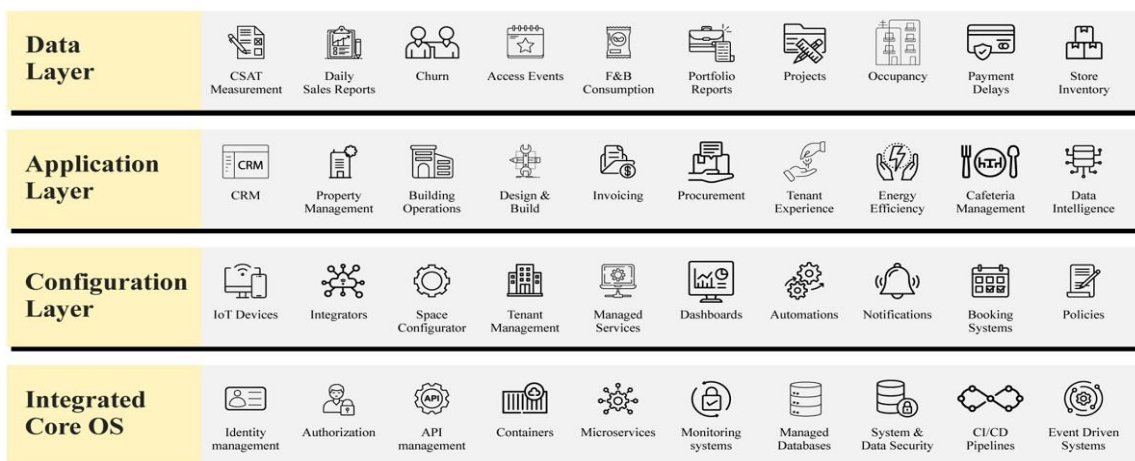 Data
Layer
CSAT
Measurement
Daily
Sales Reports
Churn
Access Events
F&B
Consumption
Portfolio
Reports
Projects
Occupancy
Payment
Delays
Store
Inventory
Application
Layer
CRM
CRM
Property
Management
Building
Operations
Design &
Build
Invoicing
Procurement
Tenant
Experience
Energy
Efficiency
Cafeteria
Management
Data
Intelligence
Configuration
Layer
IoT Devices
Integrators
Space
Configurator
Tenant
Management
Managed
Services
Dashboards
Automations
Notifications
Booking
Systems
Policies
Integrated
Core OS
Identity
management
Authorization
API
API
management
Containers
Microservices
Monitoring
systems
Managed
Databases
System &
Data Security
CI/CD
Pipelines
Event Driven
Systems